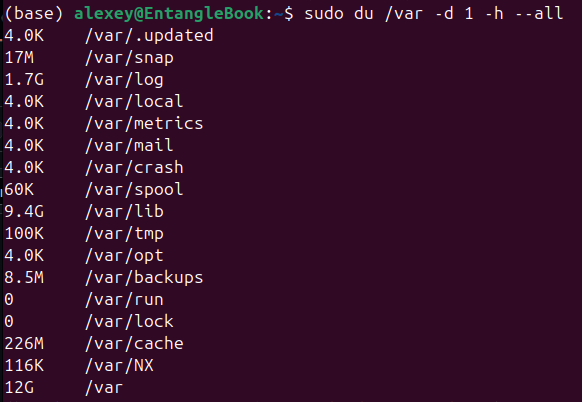 (base) alexey@EntangleBook:~$ sudo du /var -d 1 -h --all
4.0K /var/.updated
17M /var/snap
1.7G /var/log
4.0K /var/local
4.0K /var/metrics
4.0K /var/mail
4.0K /var/crash
60K /var/spool
9.4G /var/lib
100K /var/tmp
4.0K /var/opt
8.5M /var/backups
0 /var/run
0 /var/lock
226M /var/cache
116K /var/NX
12G /var